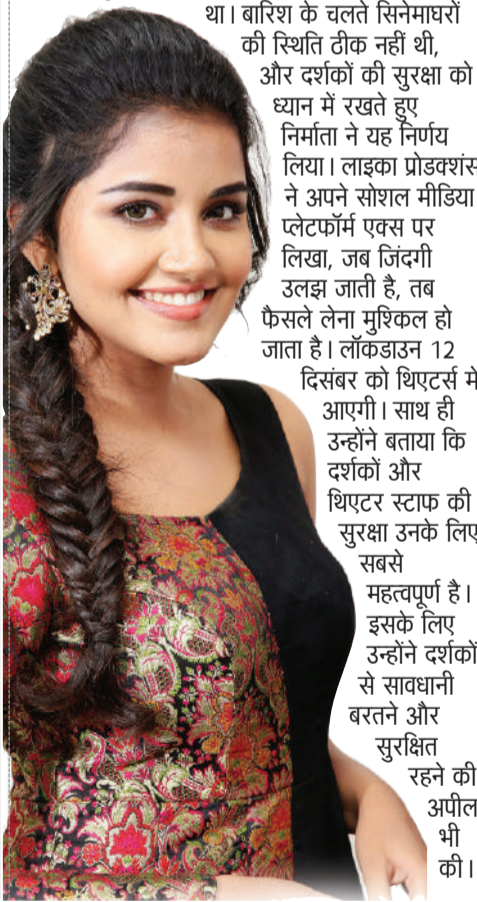 था। बारिश के चलते सिनेमाघरों
की स्थिति ठीक नहीं थी,
और दर्शकों की सुरक्षा को
ध्यान में रखते हुए
निर्माता ने यह निर्णय
लिया। लाइका प्रोडक्शंस
ने अपने सोशल मीडिया
प्लेटफॉर्म एक्स पर
लिखा, जब जिंदगी
उलझ जाती है, तब
फैसले लेना मुश्किल हो
जाता है। लॉकडाउन 12
दिसंबर को थिएटर्स में
आएगी। साथ ही
उन्होंने बताया कि
दर्शकों और
थिएटर स्टाफ की
सुरक्षा उनके लिए
सबसे
महत्वपूर्ण है।
इसके लिए
उन्होंने दर्शकों
से सावधानी
बरतने और
सुरक्षित
रहने की
अपील
भी
की।